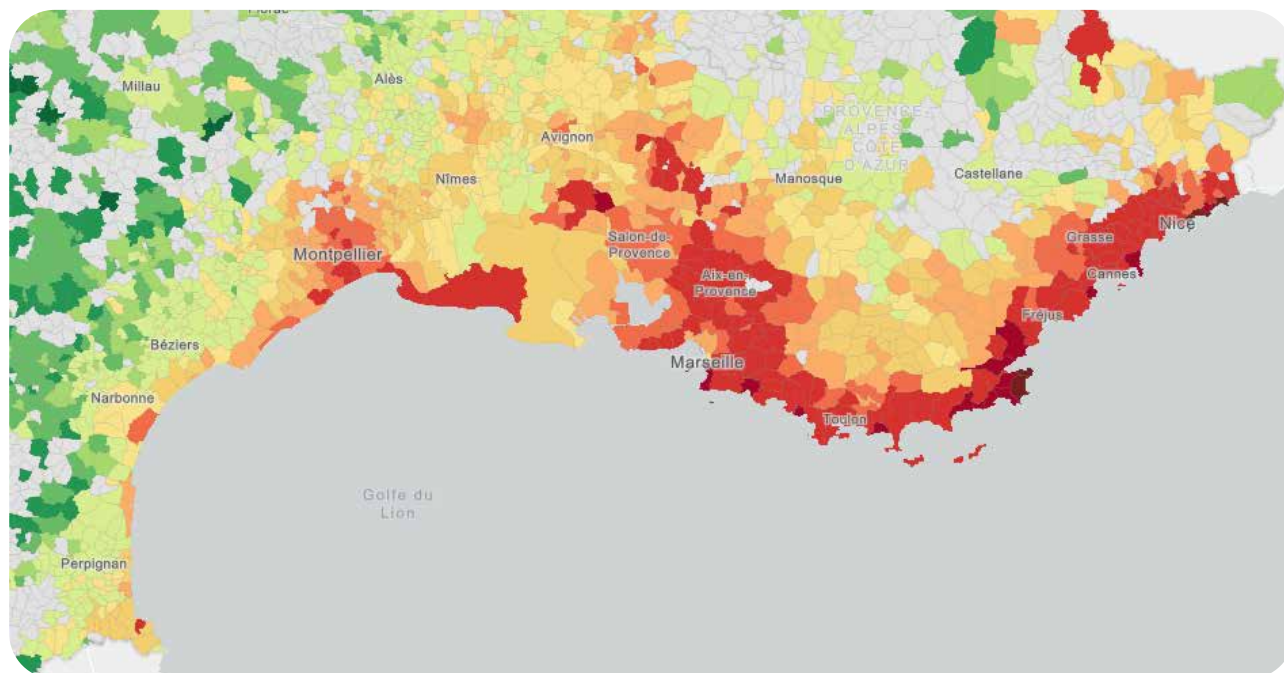 Millau
Alès
PROVENCE-
ALPES-
CÔTE
D'AZUR
Avignon
Nîmes
Manosque
Castellane
Montpellier
Salon-de-
Provence
Grasse
Nice
Aix-en-
Provence
Cannes
Fréjus
Béziers
Marseille
Narbonne
Toulon
Golfe du
Lion
Perpignan